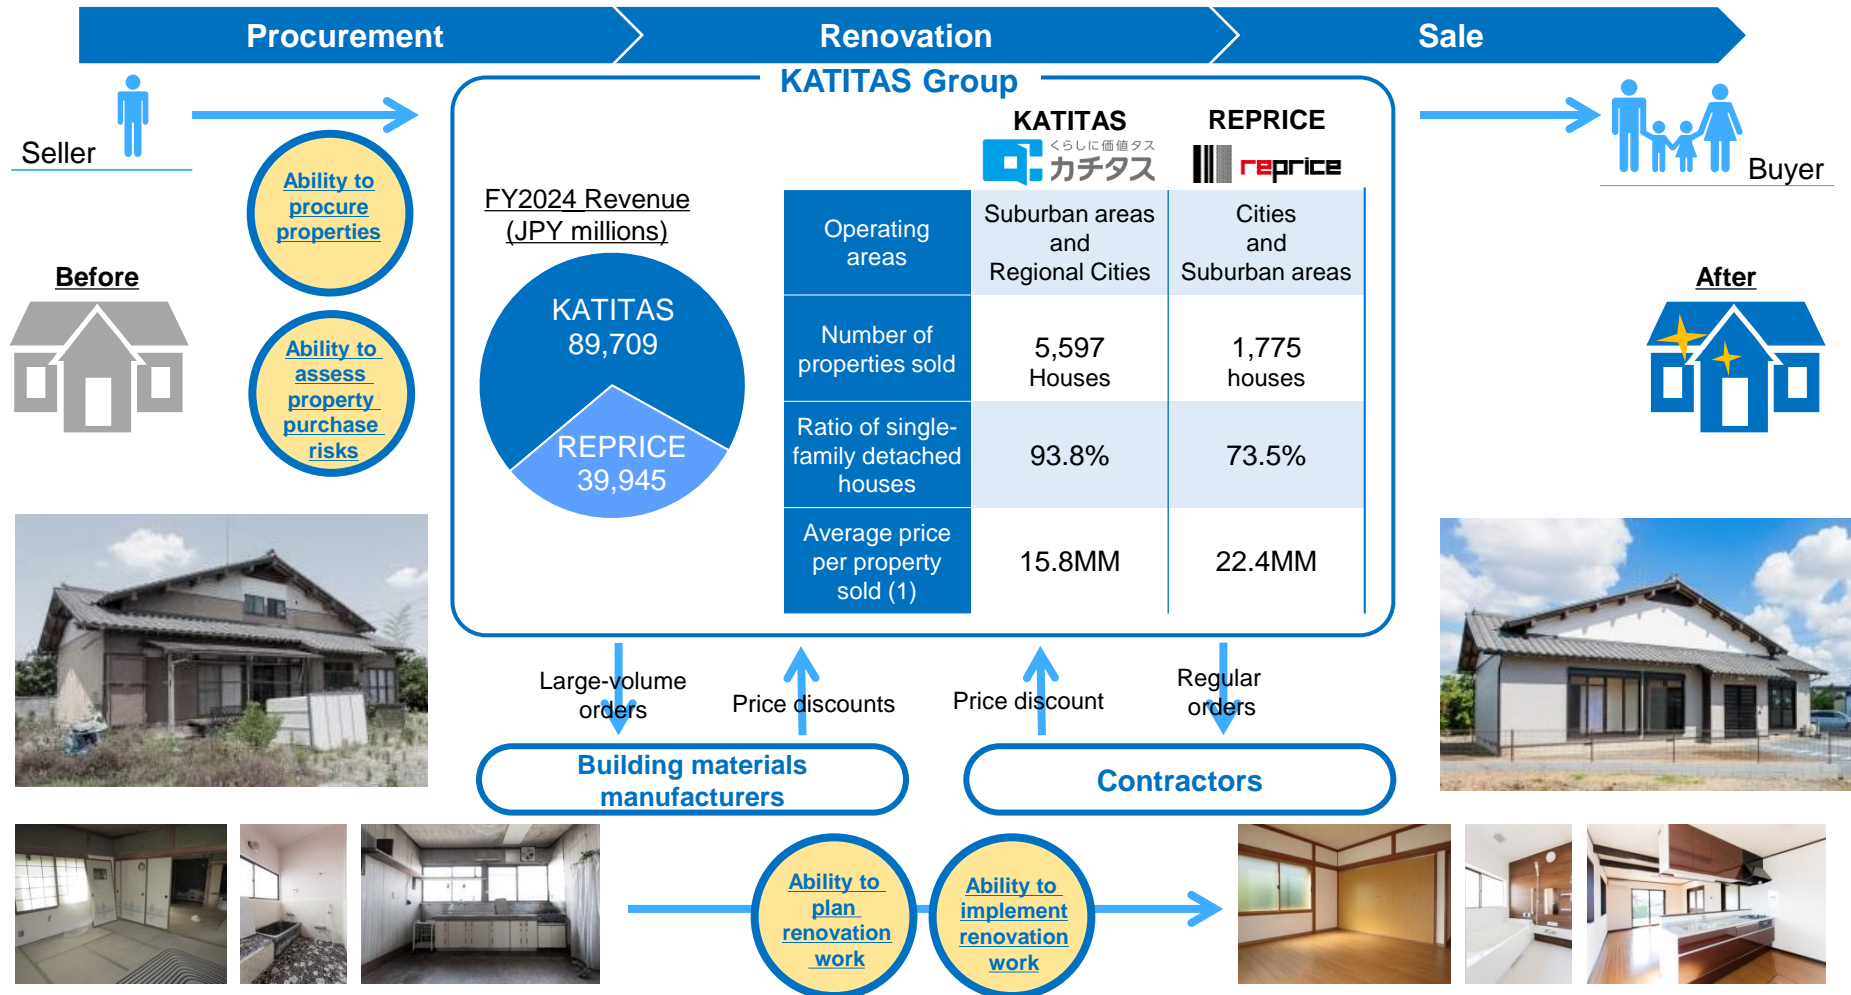 Procurement
Renovation
Sale
KATITAS Group
Seller
Buyer
Ability to
procure
properties
Ability to
assess
property
purchase
risks
Before
After
FY2024 Revenue
(JPY millions)
KATITAS
89,709
REPRICE
39,945
KATITAS
くらしに価値タス
カチタス
REPRICE
reprice
Operating
areas
Suburban areas
and
Regional Cities
Cities
and
Suburban areas
Number of
properties sold
5,597
Houses
1,775
houses
Ratio of single-
family detached
houses
93.8%
73.5%
Average price
per property
sold (1)
15.8MM
22.4MM
Large-volume
orders
Price discounts
Price discount
Regular
orders
Building materials
manufacturers
Contractors
Ability to
plan
renovation
work
Ability to
implement
renovation
work